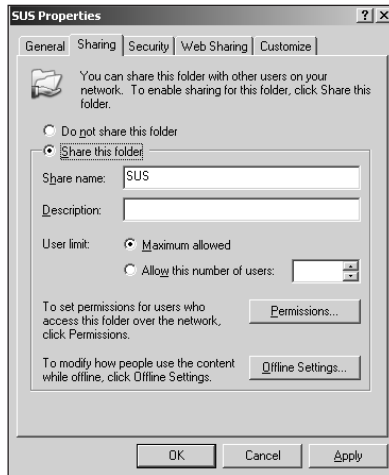 SUS Properties
General Sharing Security Web Sharing Customize
You can share this folder with other users on your
network. To enable sharing for this folder, click Share this
folder.
Do not share this folder
Share this folder
Share name: SUS
Description:
User limit: Maximum allowed
Allow this number of users:
To set permissions for users who
access this folder over the network,
click Permissions.
Permissions...
To modify how people use the content
while offline, click Offline Settings.
Offline Settings...
OK Cancel Apply